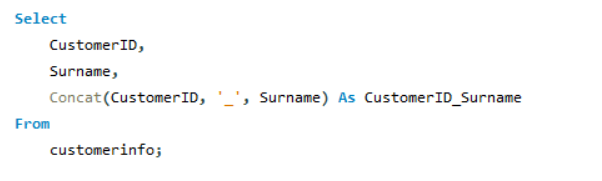 Select
CustomerID,
Surname,
Concat(CustomerID, '_', Surname) As CustomerID_Surname
From
customerinfo;